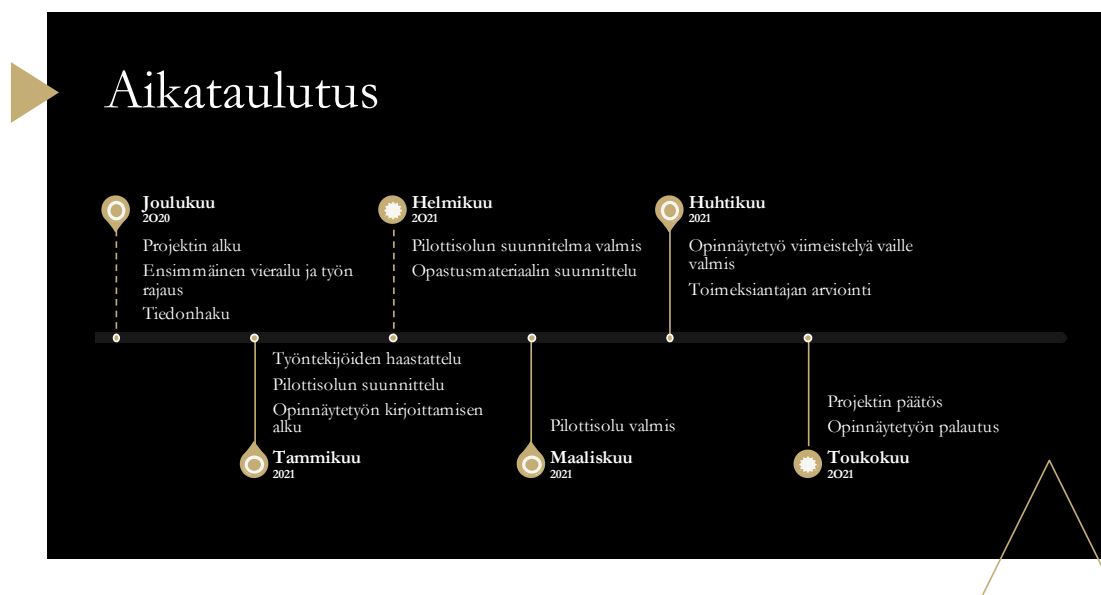 Aikataulutus
Joulukuu
2020
Projektin alku
Ensimmäinen vierailu ja työn
rajaus
Tiedonhaku
Helmikuu
2021
Pilottisolun suunnitelma valmis
Opastusmateriaalin suunnittelu
Huhtikuu
2021
Opinnäytetyö viimeistelyä vaille
valmis
Toimeksiantajan arviointi
Työntekijöiden haastattelu
Pilottisolun suunnittelu
Opinnäytetyön kirjoittamisen
alku
Tammikuu
2021
Pilottisolu valmis
Maaliskuu
2021
Projektin päätös
Opinnäytetyön palautus
Toukokuu
2021